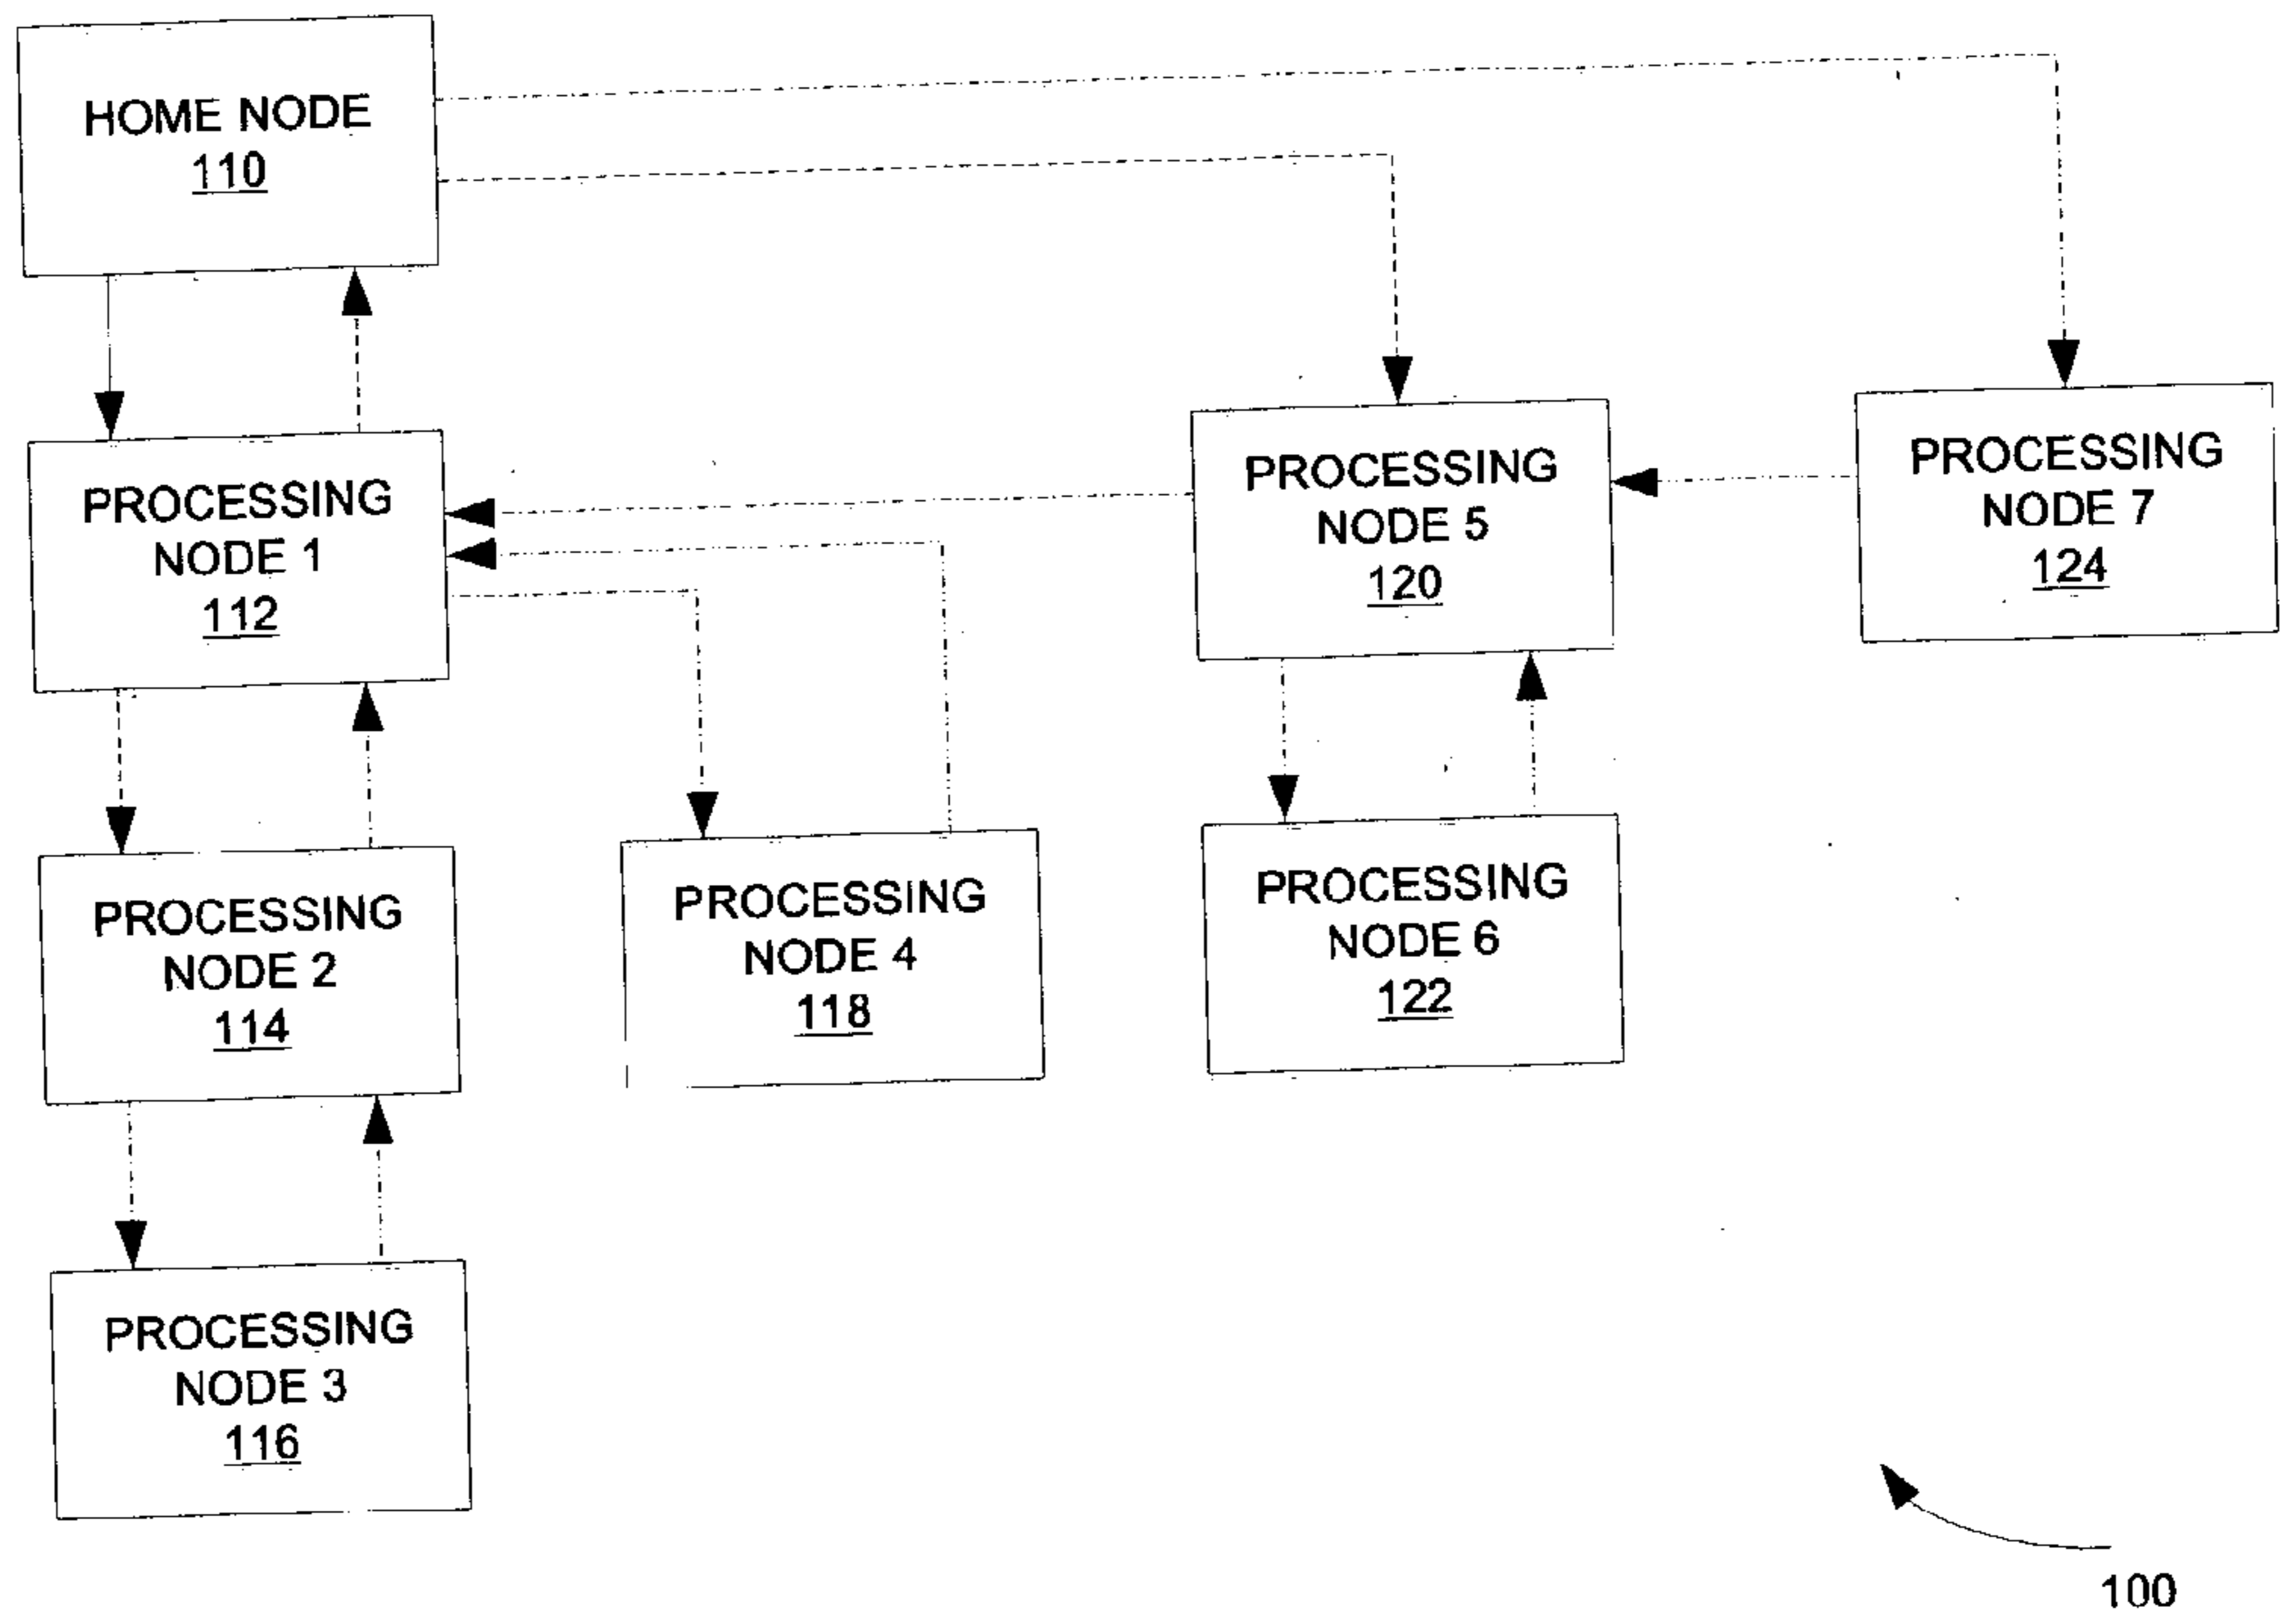 HOME NODE
110
PROCESSING
NODE 1
112
PROCESSING
NODE 5
120
PROCESSING
NODE 7
124
PROCESSING
NODE 2
114
PROCESSING
NODE 4
118
PROCESSING
NODE 6
122
PROCESSING
NODE 3
116
100